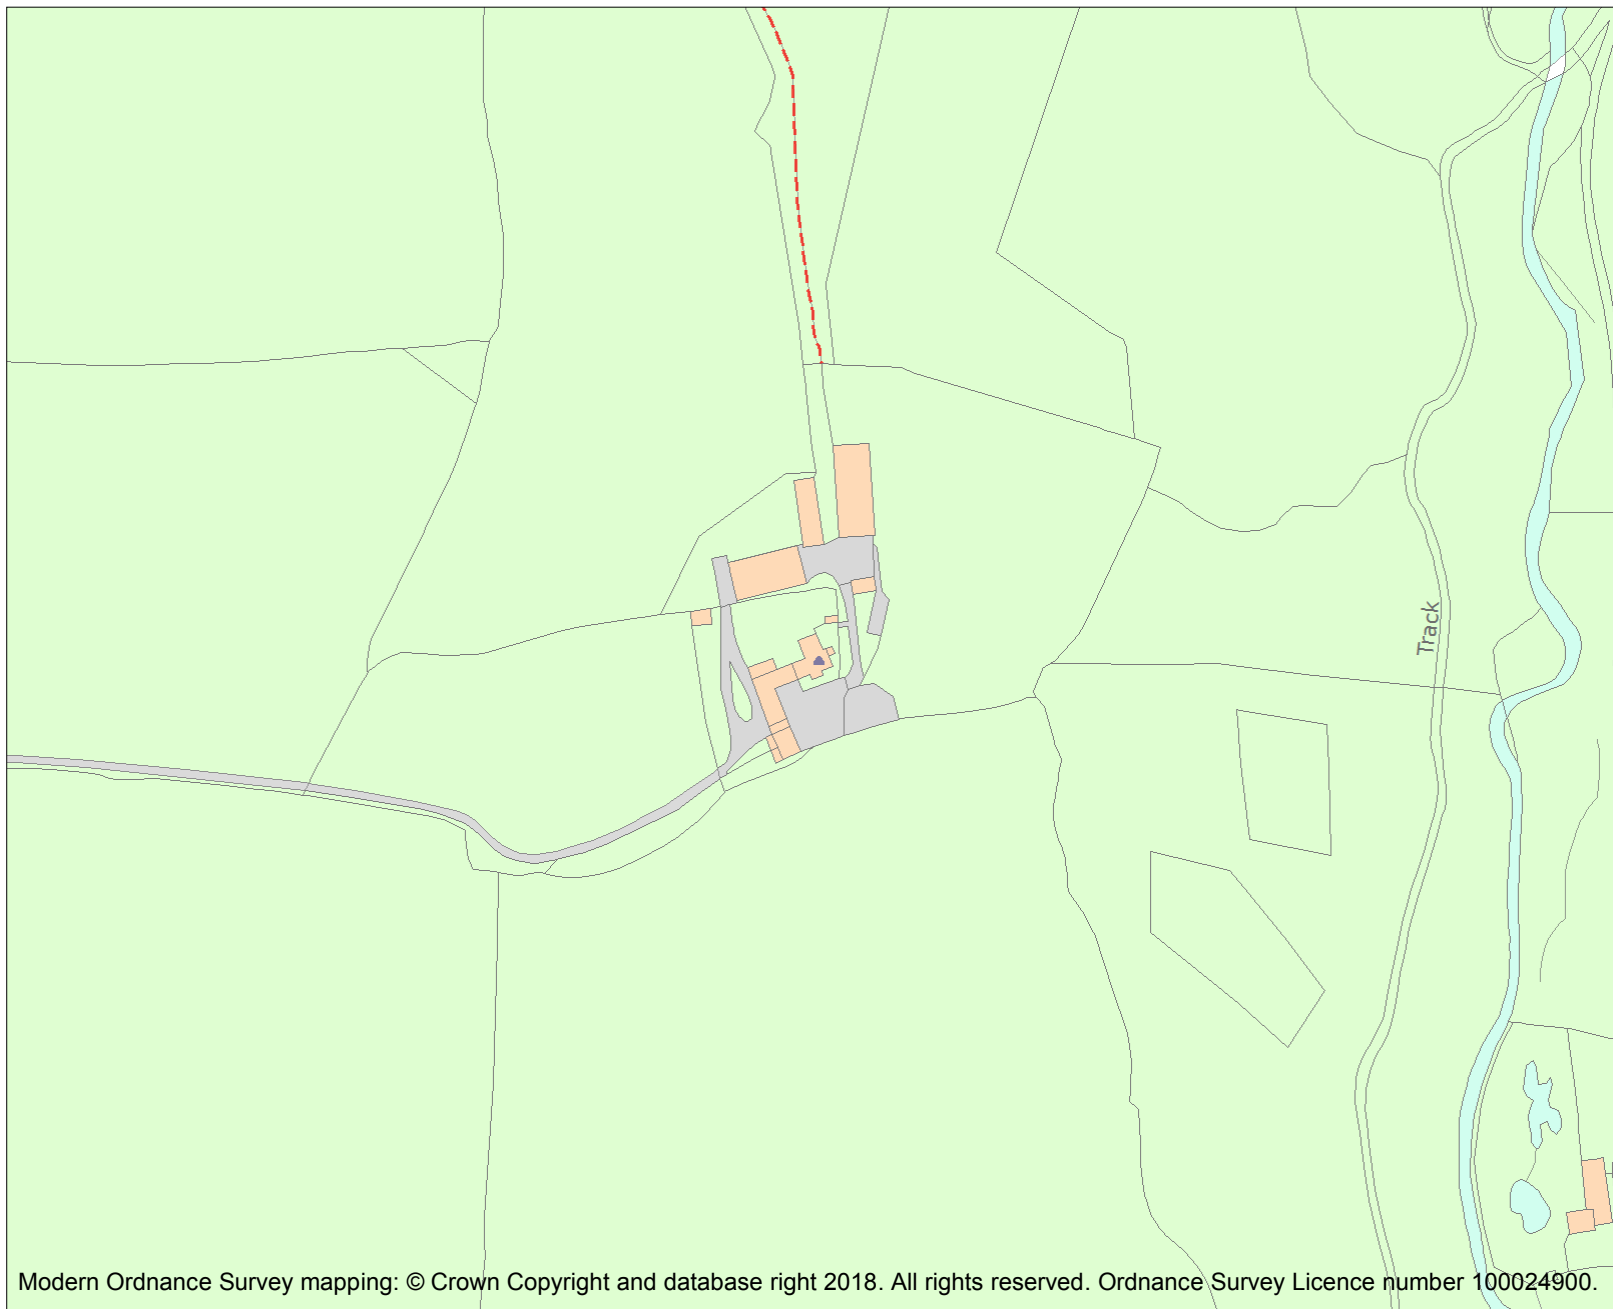 Track
Modern Ordnance Survey mapping: © Crown Copyright and database right 2018. All rights reserved. Ordnance Survey Licence number 100024900.